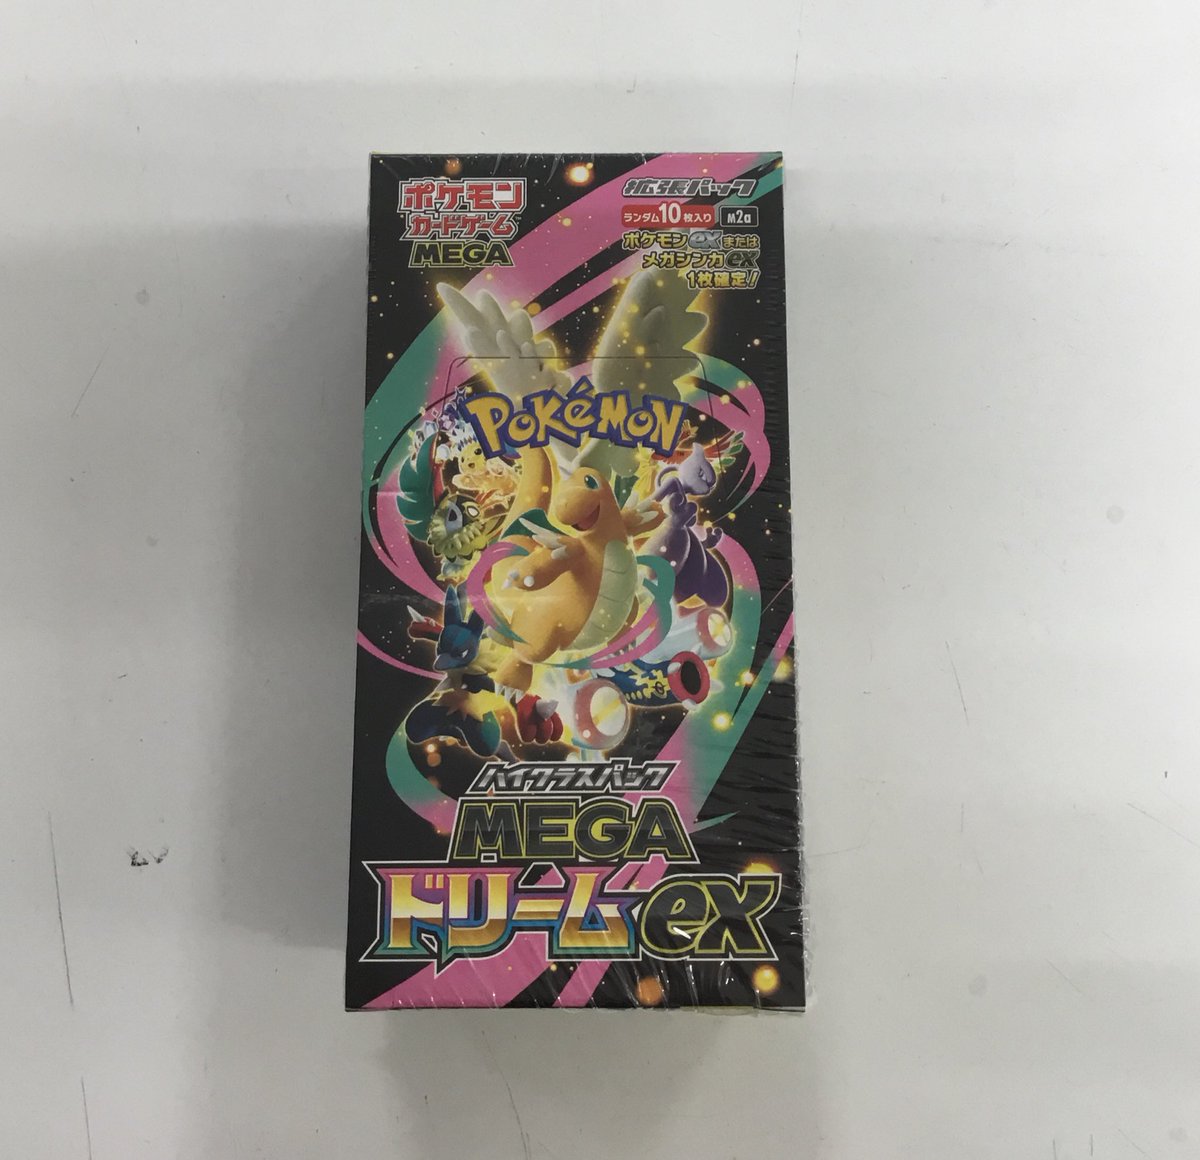 ポケモン
カードゲーム
MEGA
拡張パック
ランダム10枚入り M2a
ポケモンexまたは
メガシンカex
1枚確定!
POKéMON
ハイクラスパック
MEGA
ドリームex